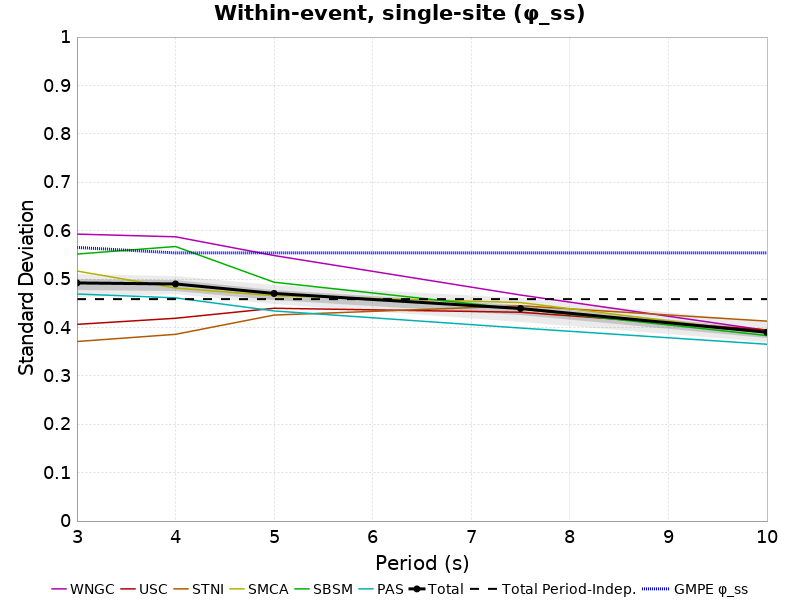 Within-event, single-site (φ_ss)
1
0.9
0.8
0.7
0.6
0.5
0.4
0.3
0.2
0.1
0
Standard Deviation
3 4 5 6 7 8 9 10
Period (s)
WNGC USC STNI SMCA SBSM PAS Total Total Period-Indep. GMPE φ_ss